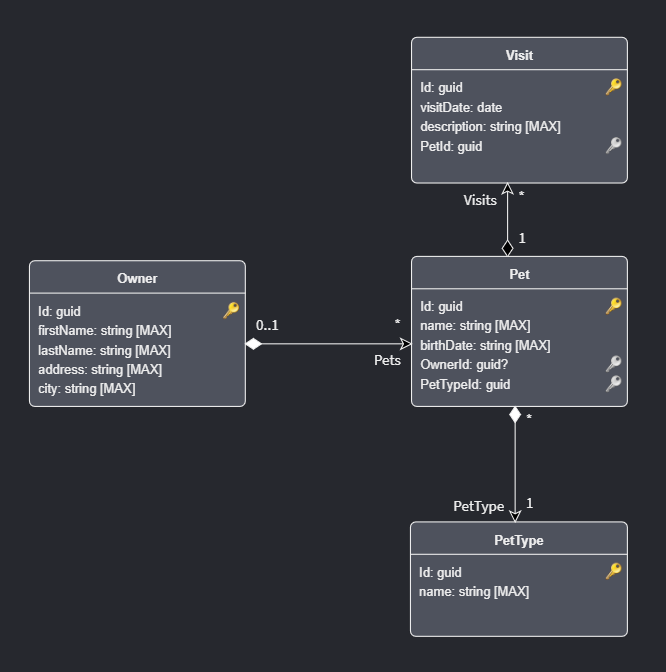 Visit
Id: guid
visitDate: date
description: string [MAX]
PetId: guid
Visits
*
1
Owner
Id: guid
firstName: string [MAX]
lastName: string [MAX]
address: string [MAX]
city: string [MAX]
0..1
*
Pets
Pet
Id: guid
name: string [MAX]
birthDate: string [MAX]
OwnerId: guid?
PetTypeId: guid
*
PetType
1
PetType
Id: guid
name: string [MAX]